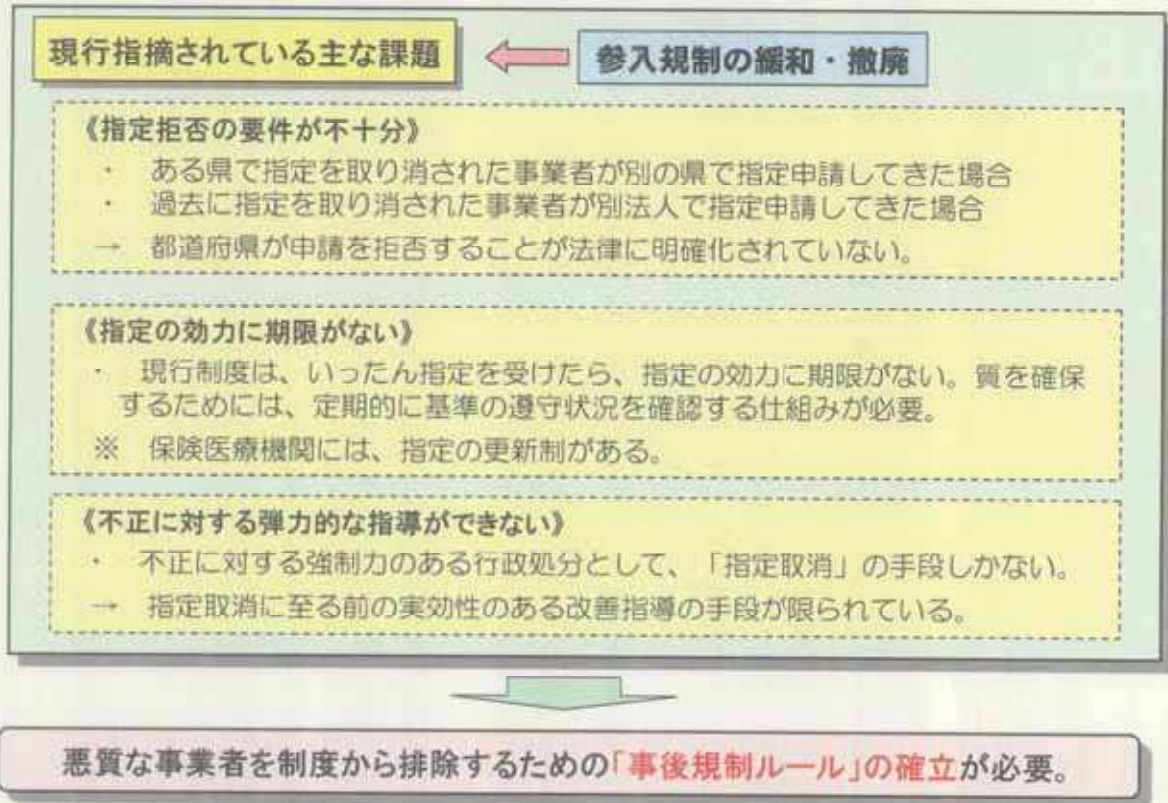 現行指摘されている主な課題
参入規制の緩和・撤廃
《指定拒否の要件が不十分》
・ ある県で指定を取り消された事業者が別の県で指定申請してきた場合
・ 過去に指定を取り消された事業者が別法人で指定申請してきた場合
→ 都道府県が申請を拒否することが法律に明確化されていない。
《指定の効力に期限がない》
・ 現行制度は、いったん指定を受けたら、指定の効力に期限がない。質を確保
するためには、定期的に基準の遵守状況を確認する仕組みが必要。
※ 保険医療機関には、指定の更新制がある。
《不正に対する弾力的な指導ができない》
・ 不正に対する強制力のある行政処分として、「指定取消」の手段しかない。
→ 指定取消に至る前の実効性のある改善指導の手段が限られている。
悪質な事業者を制度から排除するための「事後規制ルール」の確立が必要。